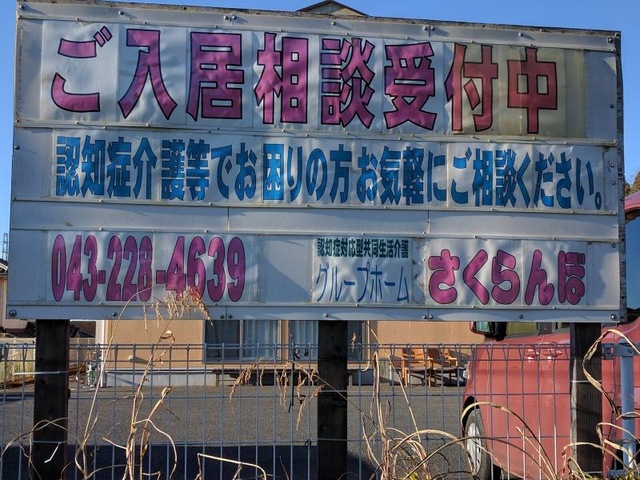 ご入居相談受付中
認知症介護等でお困りの方お気軽にご相談ください。
043-228-4639
認知症対応型共同生活介護
グループホーム
さくらんぼ